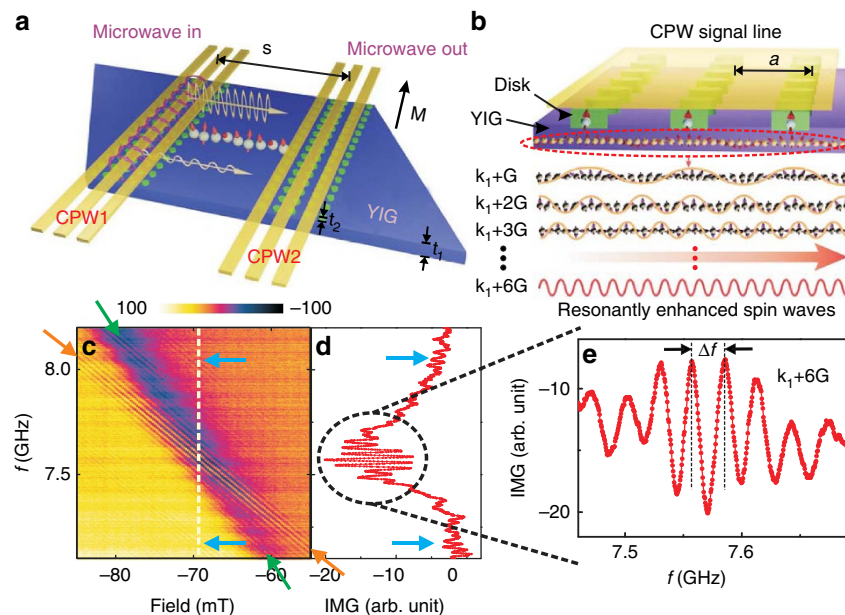 a
Microwave in
s
Microwave out
M
CPW1
CPW2
t2
t1
YIG
b
CPW signal line
a
Disk
YIG
k₁+G
k₁+2G
k₁+3G
k₁+6G
Resonantly enhanced spin waves
100
−100
c
8.0
7.5
f (GHz)
−80
−70
−60
Field (mT)
d
−30
−20
−10
0
IMG (arb. unit)
e
Δf
k₁+6G
−10
−20
IMG (arb. unit)
7.5
7.6
f (GHz)